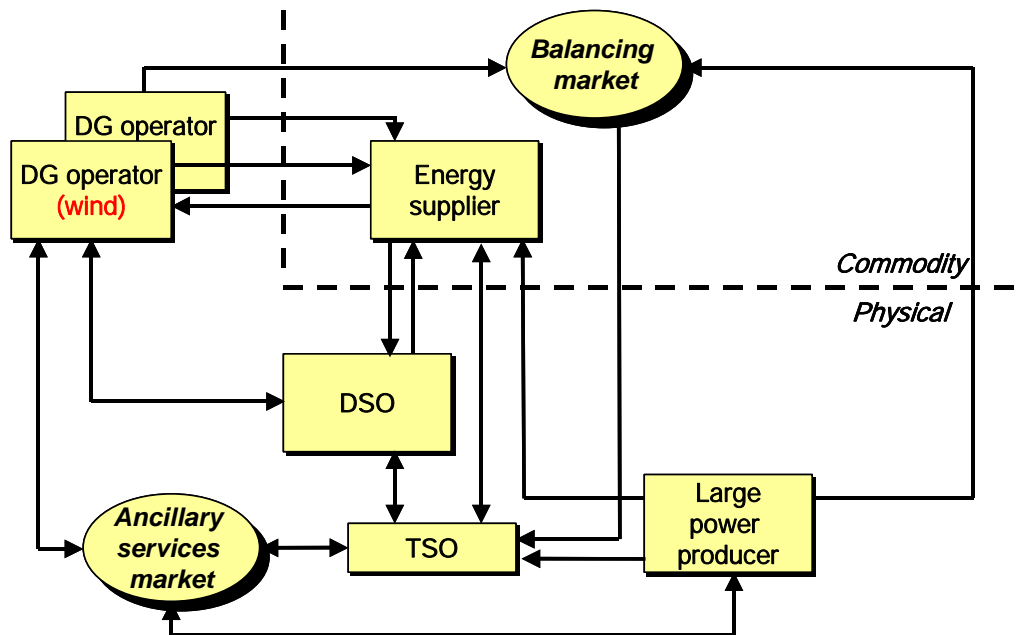 Balancing
market
DG operator
DG operator
(wind)
Energy
supplier
Commodity
Physical
DSO
Large
power
producer
Ancillary
services
market
TSO